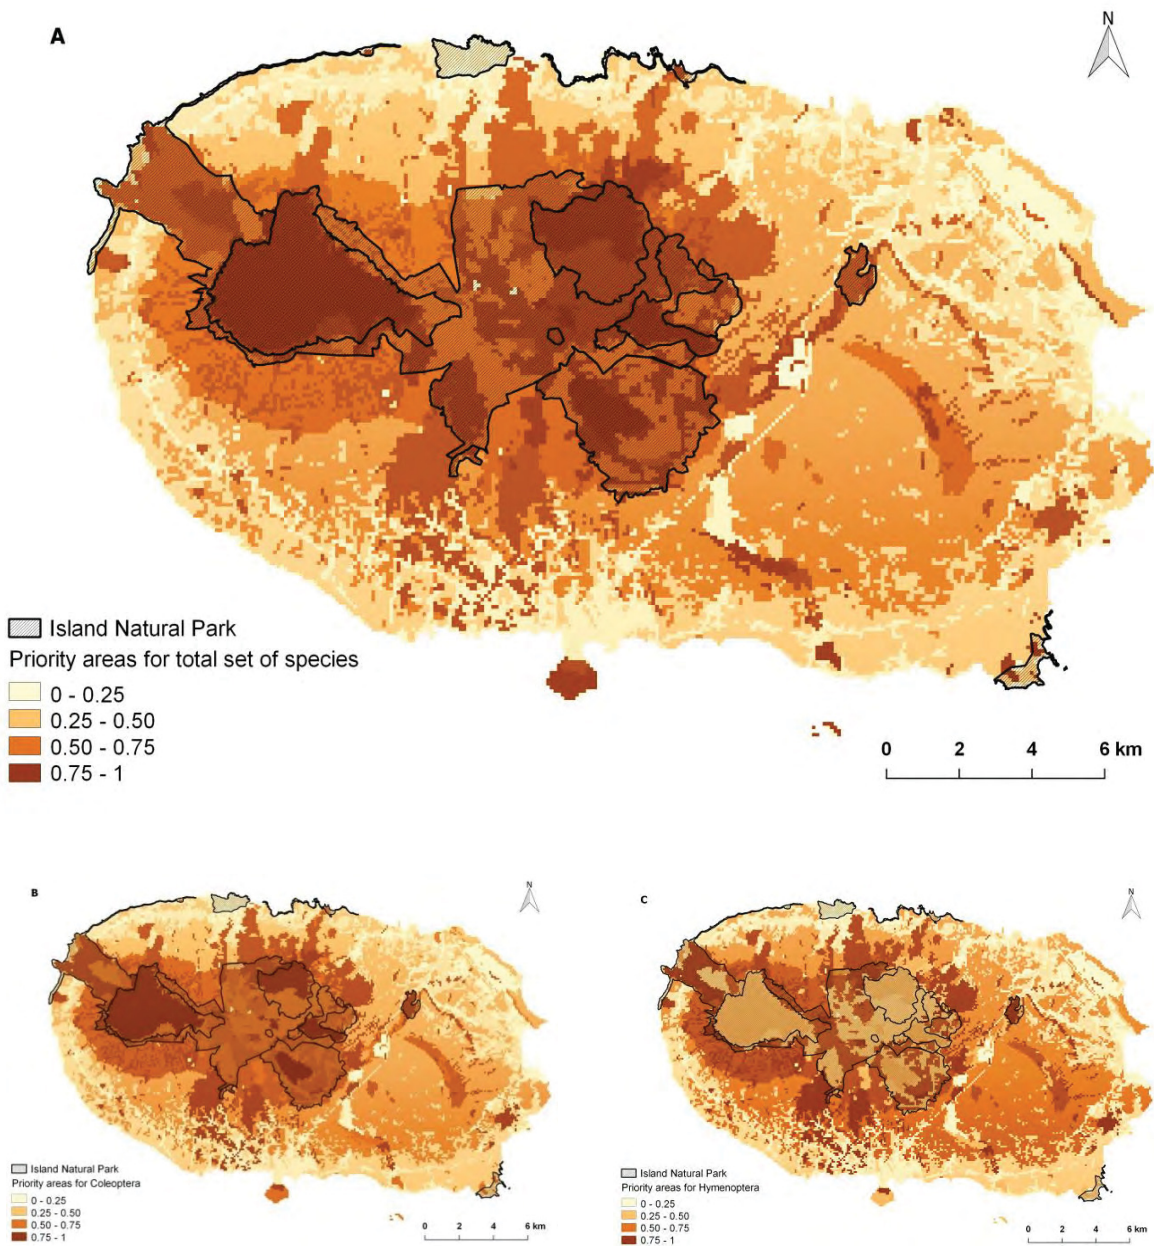 A
N
Island Natural Park
Priority areas for total set of species
0 - 0.25
0.25 - 0.50
0.50 - 0.75
0.75 - 1
0 2 4 6 km
B
N
Island Natural Park
Priority areas for Coleoptera
0 - 0.25
0.25 - 0.50
0.50 - 0.75
0.75 - 1
0 2 4 6 km
C
N
Island Natural Park
Priority areas for Hymenoptera
0 - 0.25
0.25 - 0.50
0.50 - 0.75
0.75 - 1
0 2 4 6 km